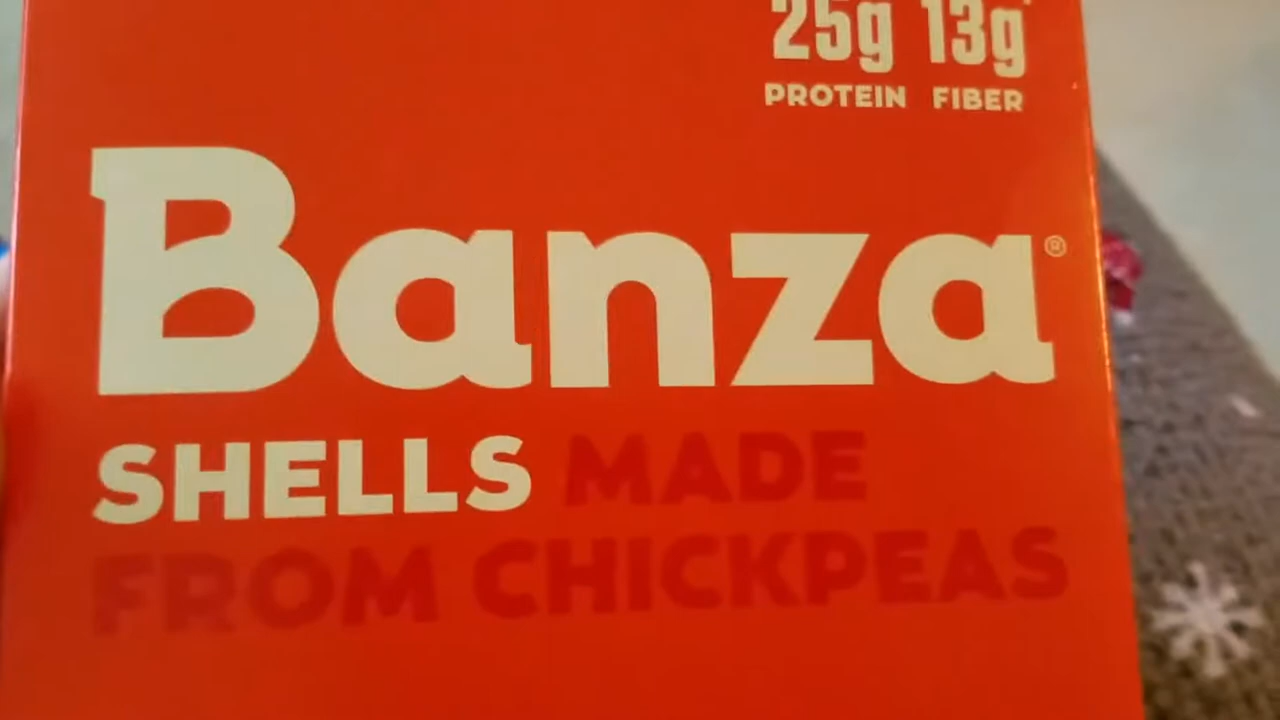 25g 13g
PROTEIN FIBER
Banza®
SHELLS MADE
FROM CHICKPEAS